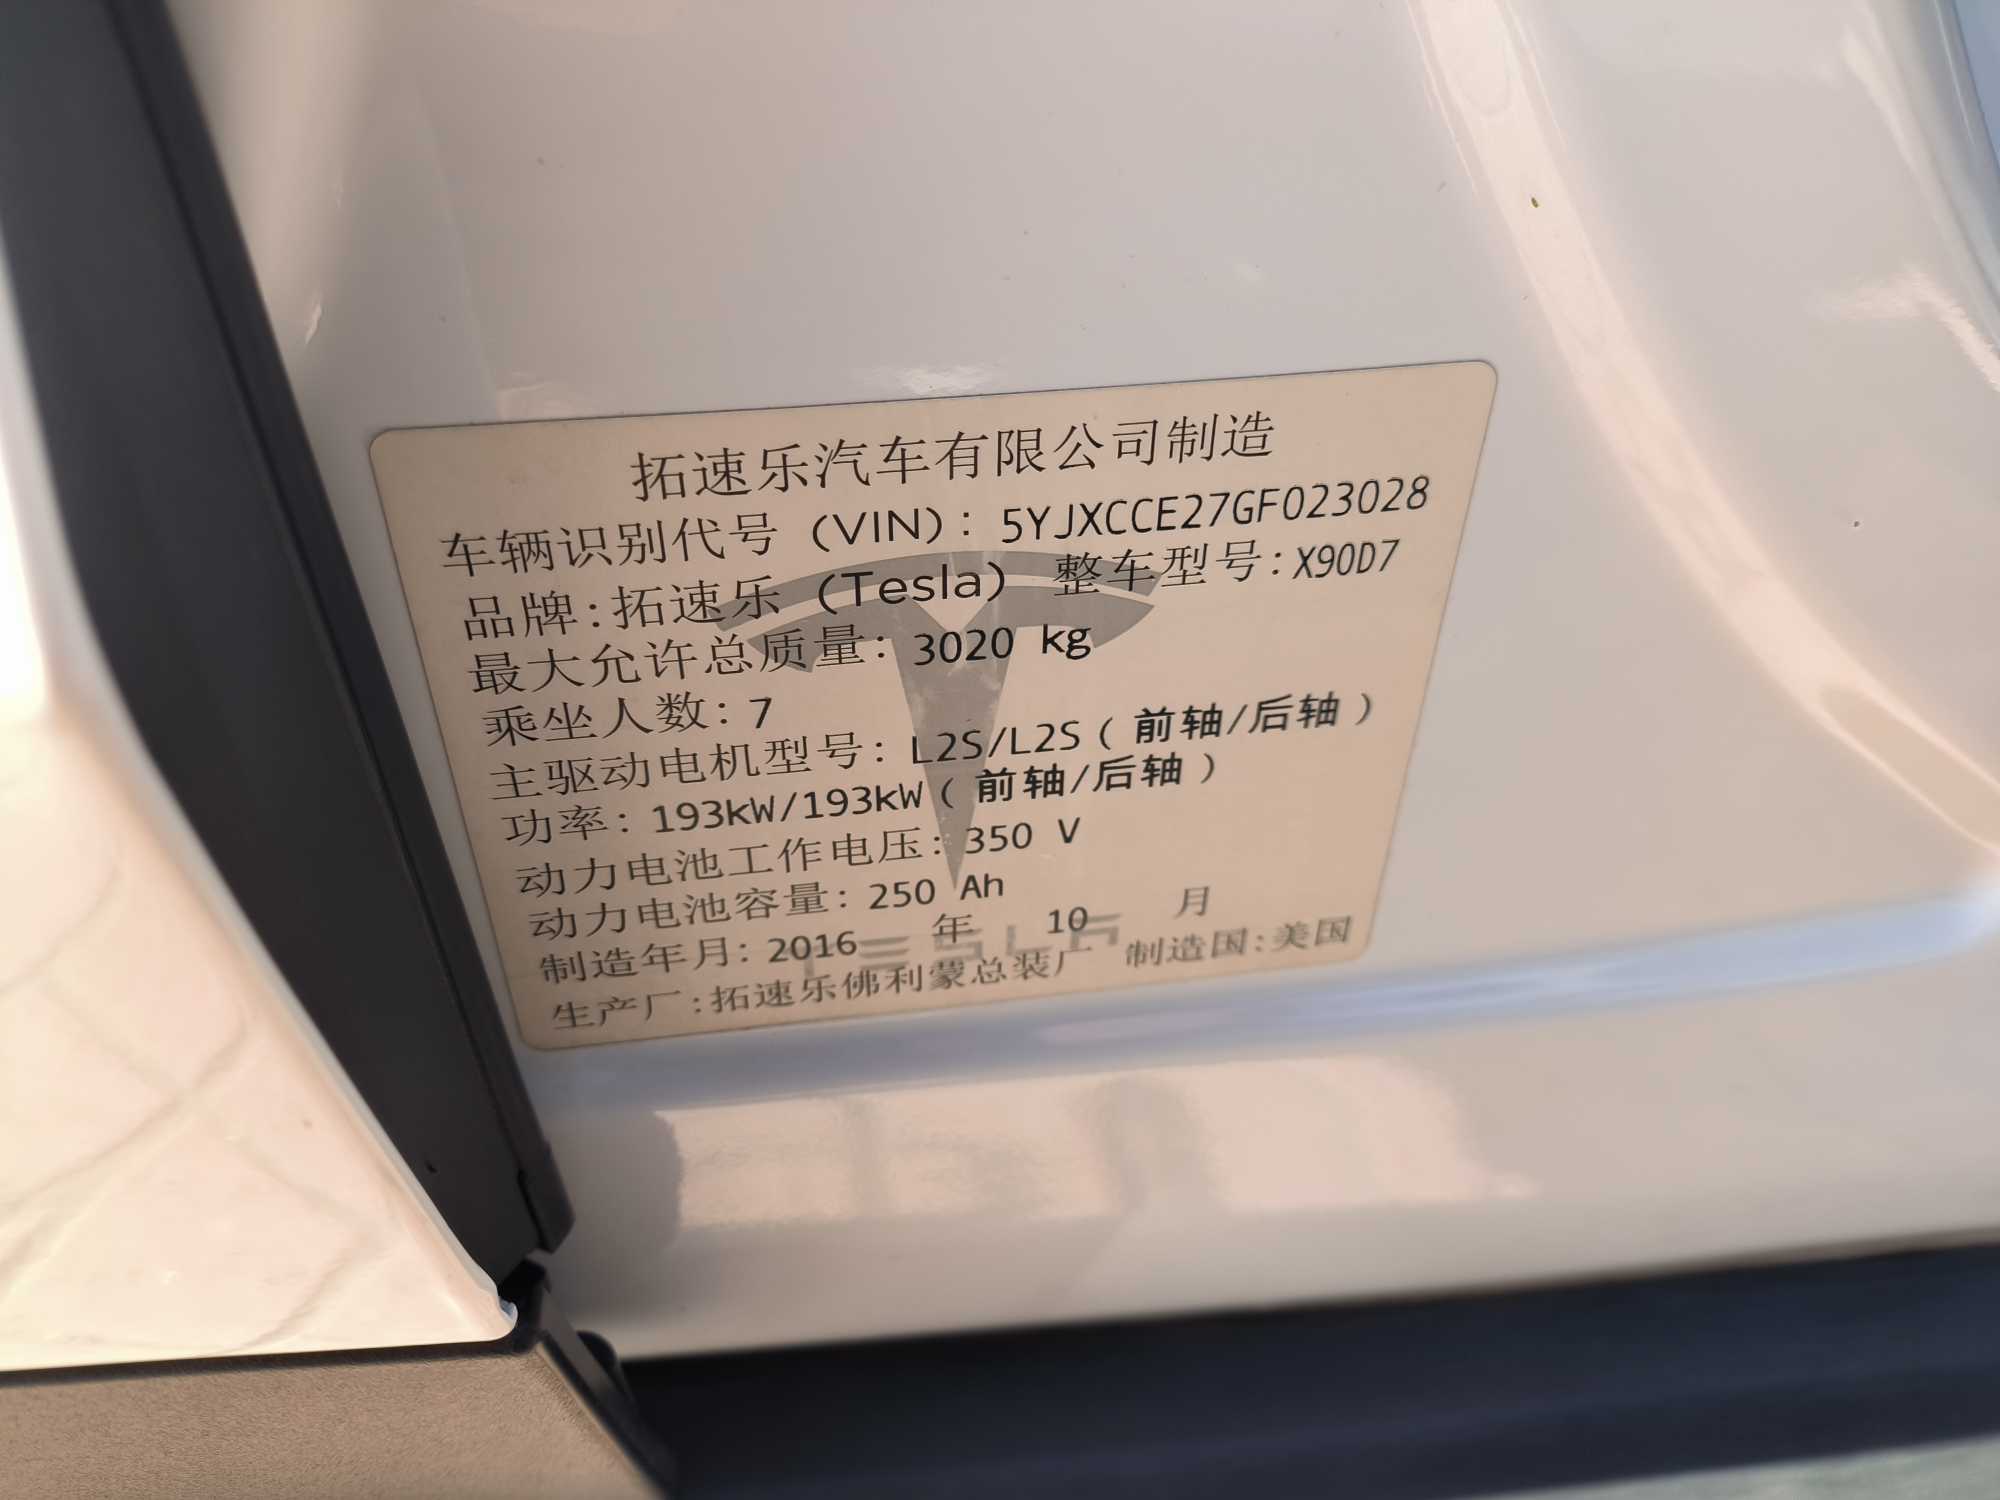 拓速乐汽车有限公司制造
车辆识别代号（VIN）：5YJXCCE27GF023028
品牌：拓速乐（Tesla） 整车型号：X90D7
最大允许总质量：3020 kg
乘坐人数：7
主驱动电机型号：L2S/L2S（前轴/后轴）
功率：193kW/193kW（前轴/后轴）
动力电池工作电压：350 V
动力电池容量：250 Ah
制造年月：2016 年 10 月
TESLA
生产厂：拓速乐佛利蒙总装厂 制造国：美国